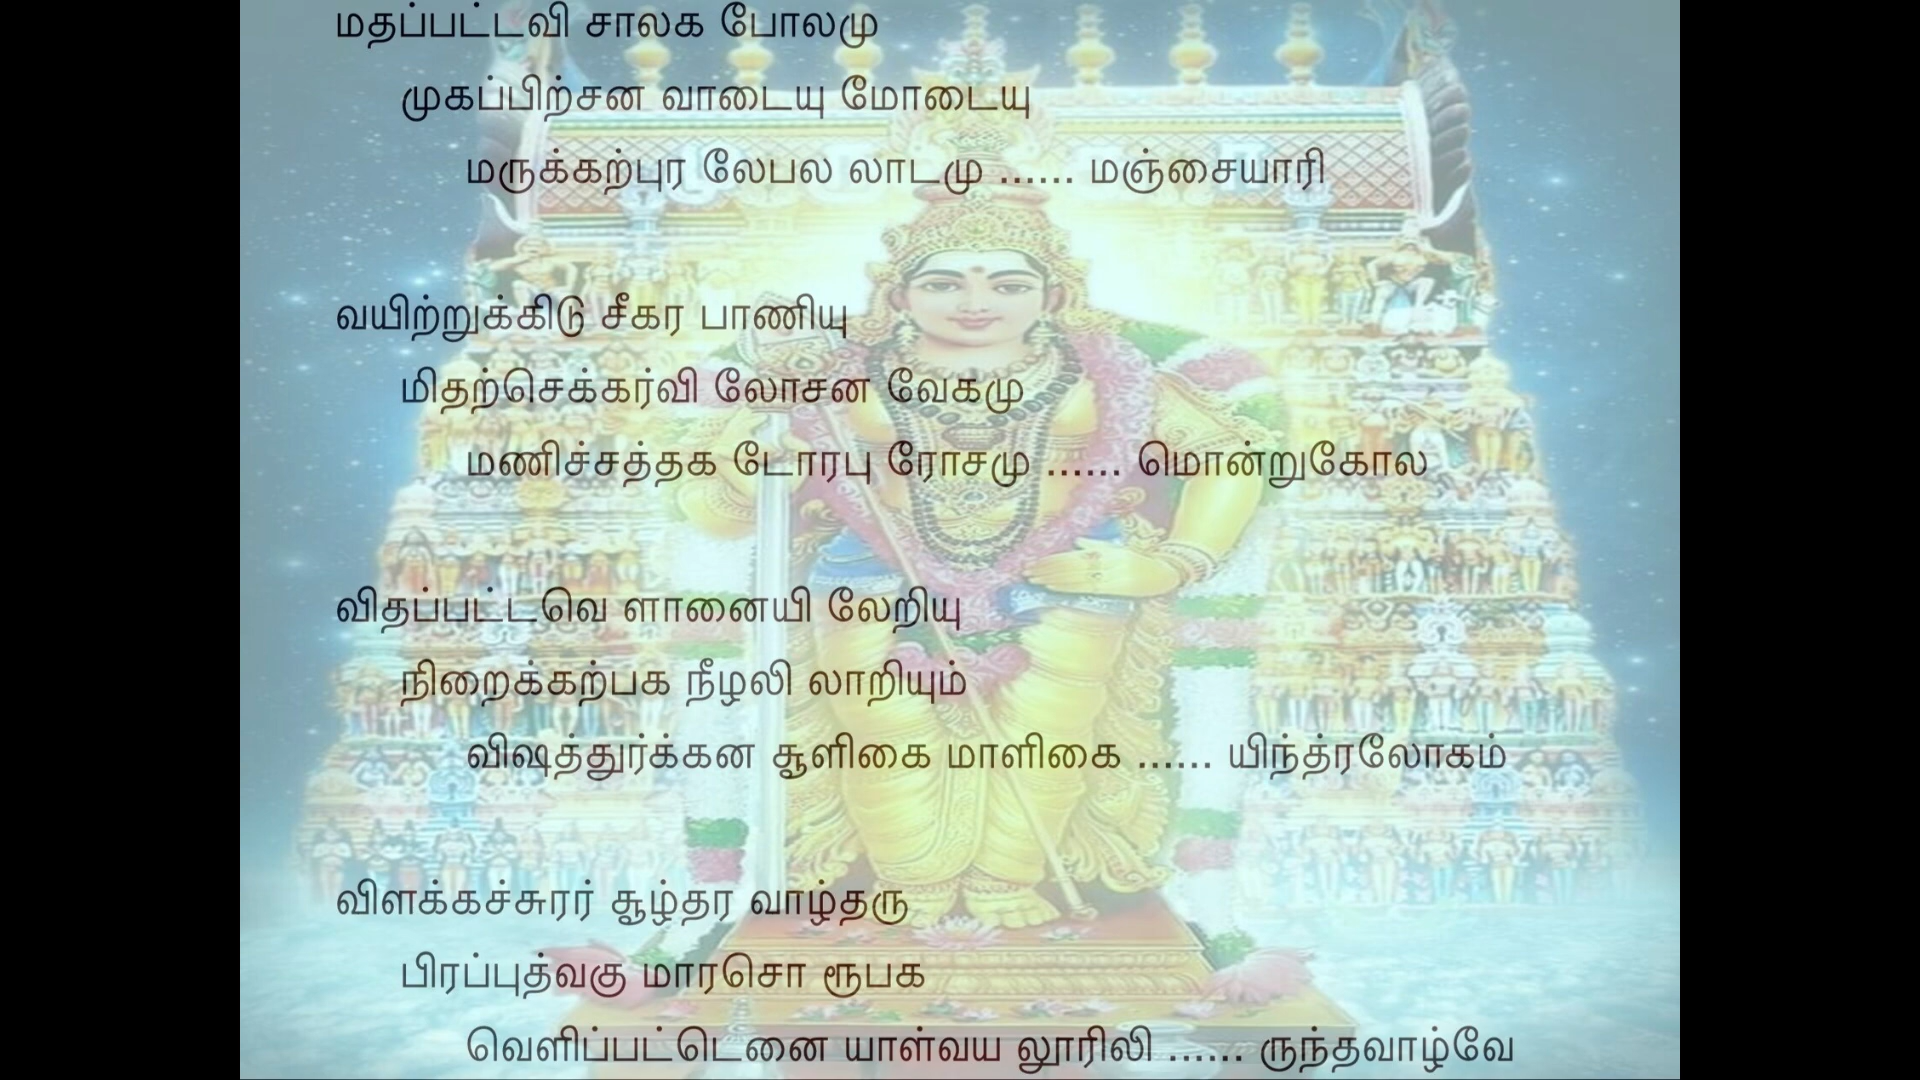 மதப்பட்டவி சாலக போலமு
முகப்பிற்சன வாடையு மோடையு
மருக்கற்புர லேபல லாடமு ...... மஞ்சையாரி
வயிற்றுக்கிடு சீகர பாணியு
மிதற்செக்கர்வி லோசன வேகமு
மணிச்சத்தக டோரபு ரோசமு ...... மொன்றுகோல
விதப்பட்டவெ ளானையி லேறியு
நிறைக்கற்பக நீழலி லாறியும்
விஷத்துர்க்கன சூளிகை மாளிகை ...... யிந்த்ரலோகம்
விளக்கச்சுரர் சூழ்தர வாழ்தரு
பிரப்புத்வகு மாரசொ ரூபக
வெளிப்பட்டெனை யாள்வய லூரிலி ...... ருந்தவாழ்வே